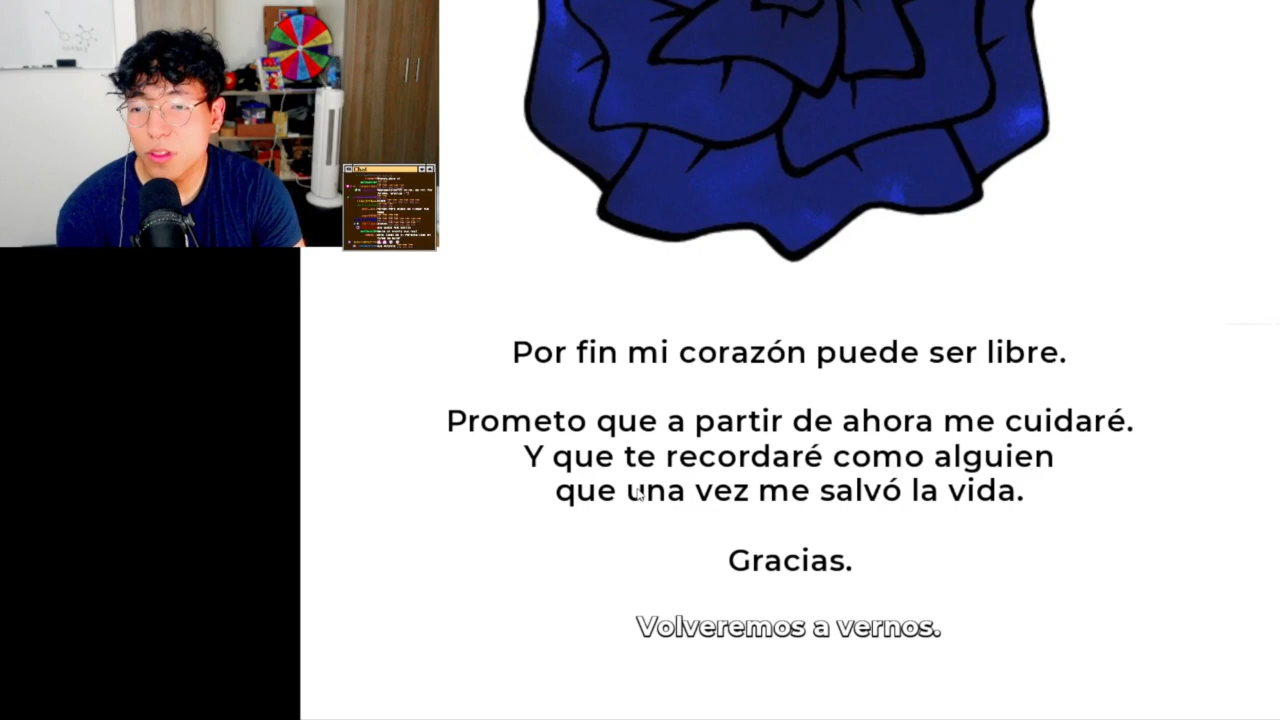 Chat
Por fin mi corazón puede ser libre.
Prometo que a partir de ahora me cuidaré.
Y que te recordaré como alguien
que una vez me salvó la vida.
Gracias.
Volveremos a vernos.